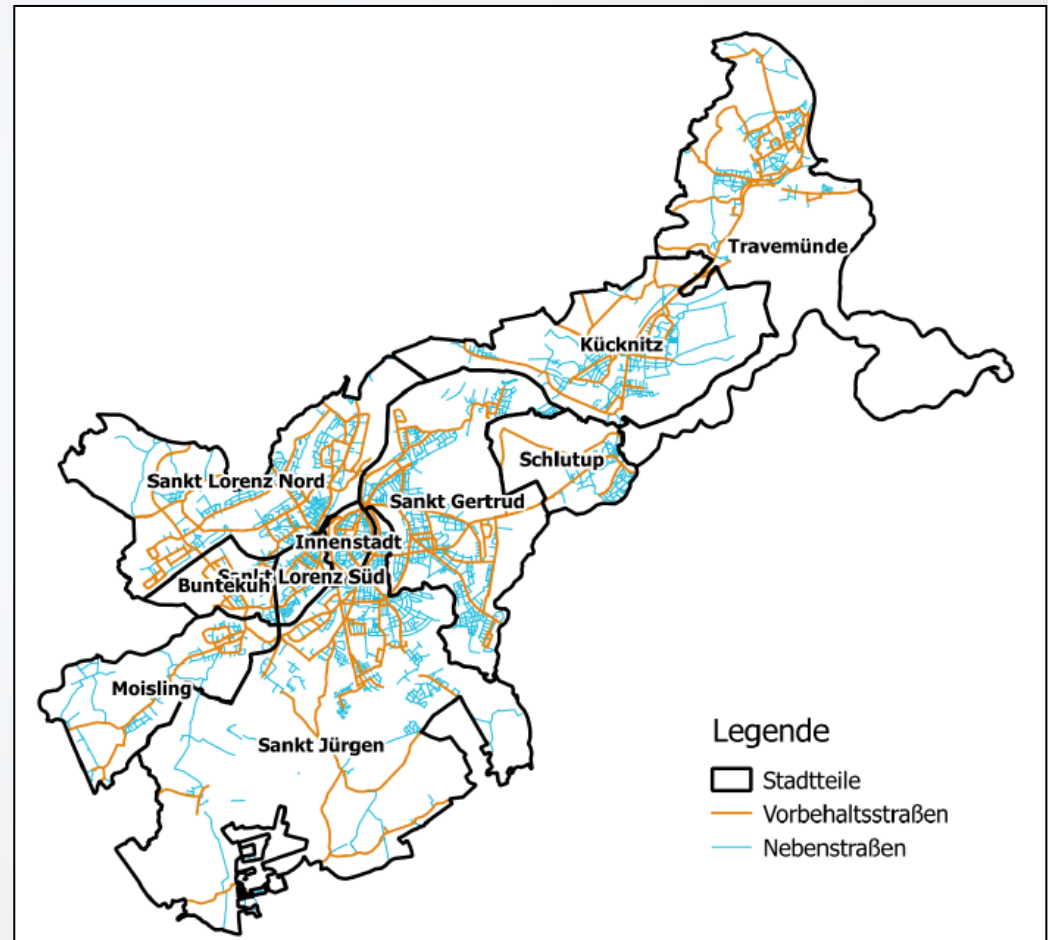 Travemünde
Kücknitz
Schlutup
Sankt Lorenz Nord
Sankt Gertrud
Innenstadt
Sankt Lorenz Süd
Buntekuh
Moisling
Sankt Jürgen
Legende
Stadtteile
Vorbehaltsstraßen
Nebenstraßen